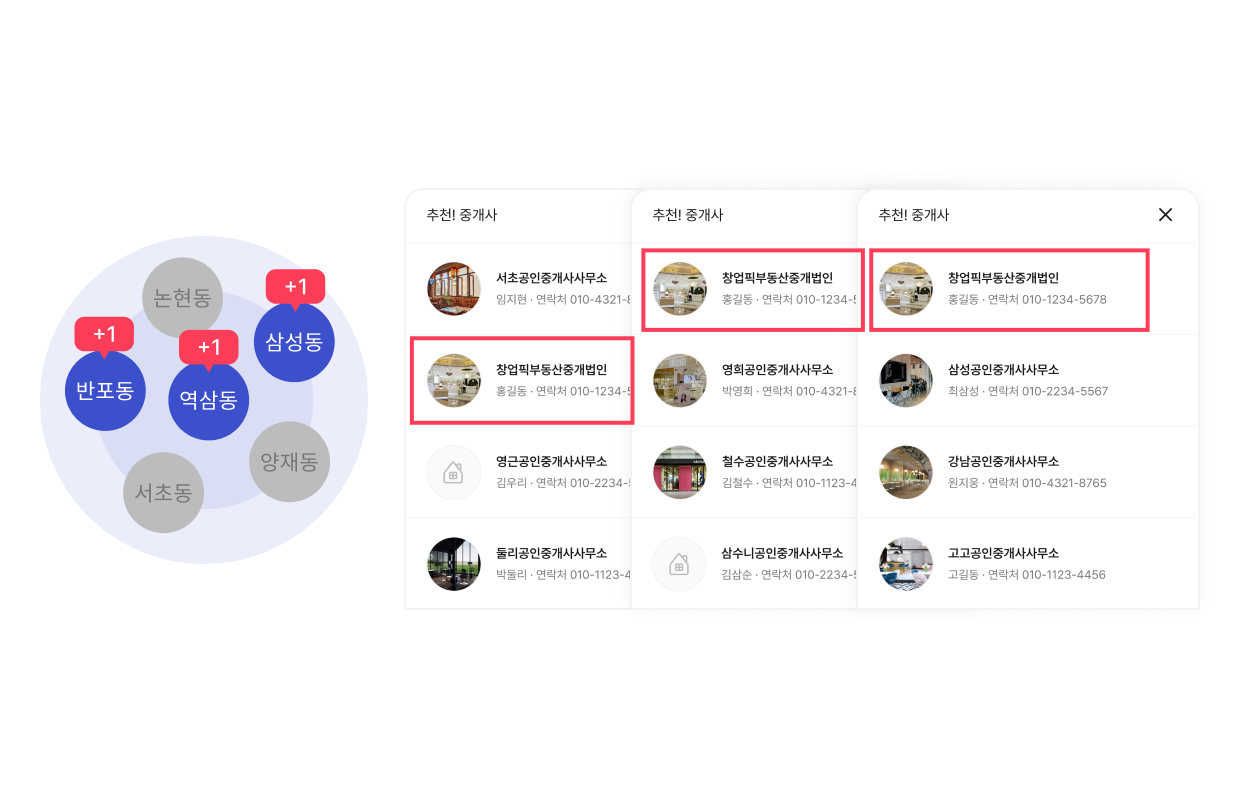 논현동
+1
삼성동
+1
반포동
+1
역삼동
양재동
서초동
추천! 중개사
서초공인중개사사무소
임지현 · 연락처 010-4321-8
창업픽부동산중개법인
홍길동 · 연락처 010-1234-5
영근공인중개사사무소
김우리 · 연락처 010-2234-5
둘리공인중개사사무소
박둘리 · 연락처 010-1123-4
추천! 중개사
창업픽부동산중개법인
홍길동 · 연락처 010-1234-5
영희공인중개사사무소
박영희 · 연락처 010-4321-8
철수공인중개사사무소
김철수 · 연락처 010-1123-4
삼수니공인중개사사무소
김삼순 · 연락처 010-2234-5
추천! 중개사
창업픽부동산중개법인
홍길동 · 연락처 010-1234-5678
삼성공인중개사사무소
최삼성 · 연락처 010-2234-5567
강남공인중개사사무소
원지웅 · 연락처 010-4321-8765
고고공인중개사사무소
고길동 · 연락처 010-1123-4456